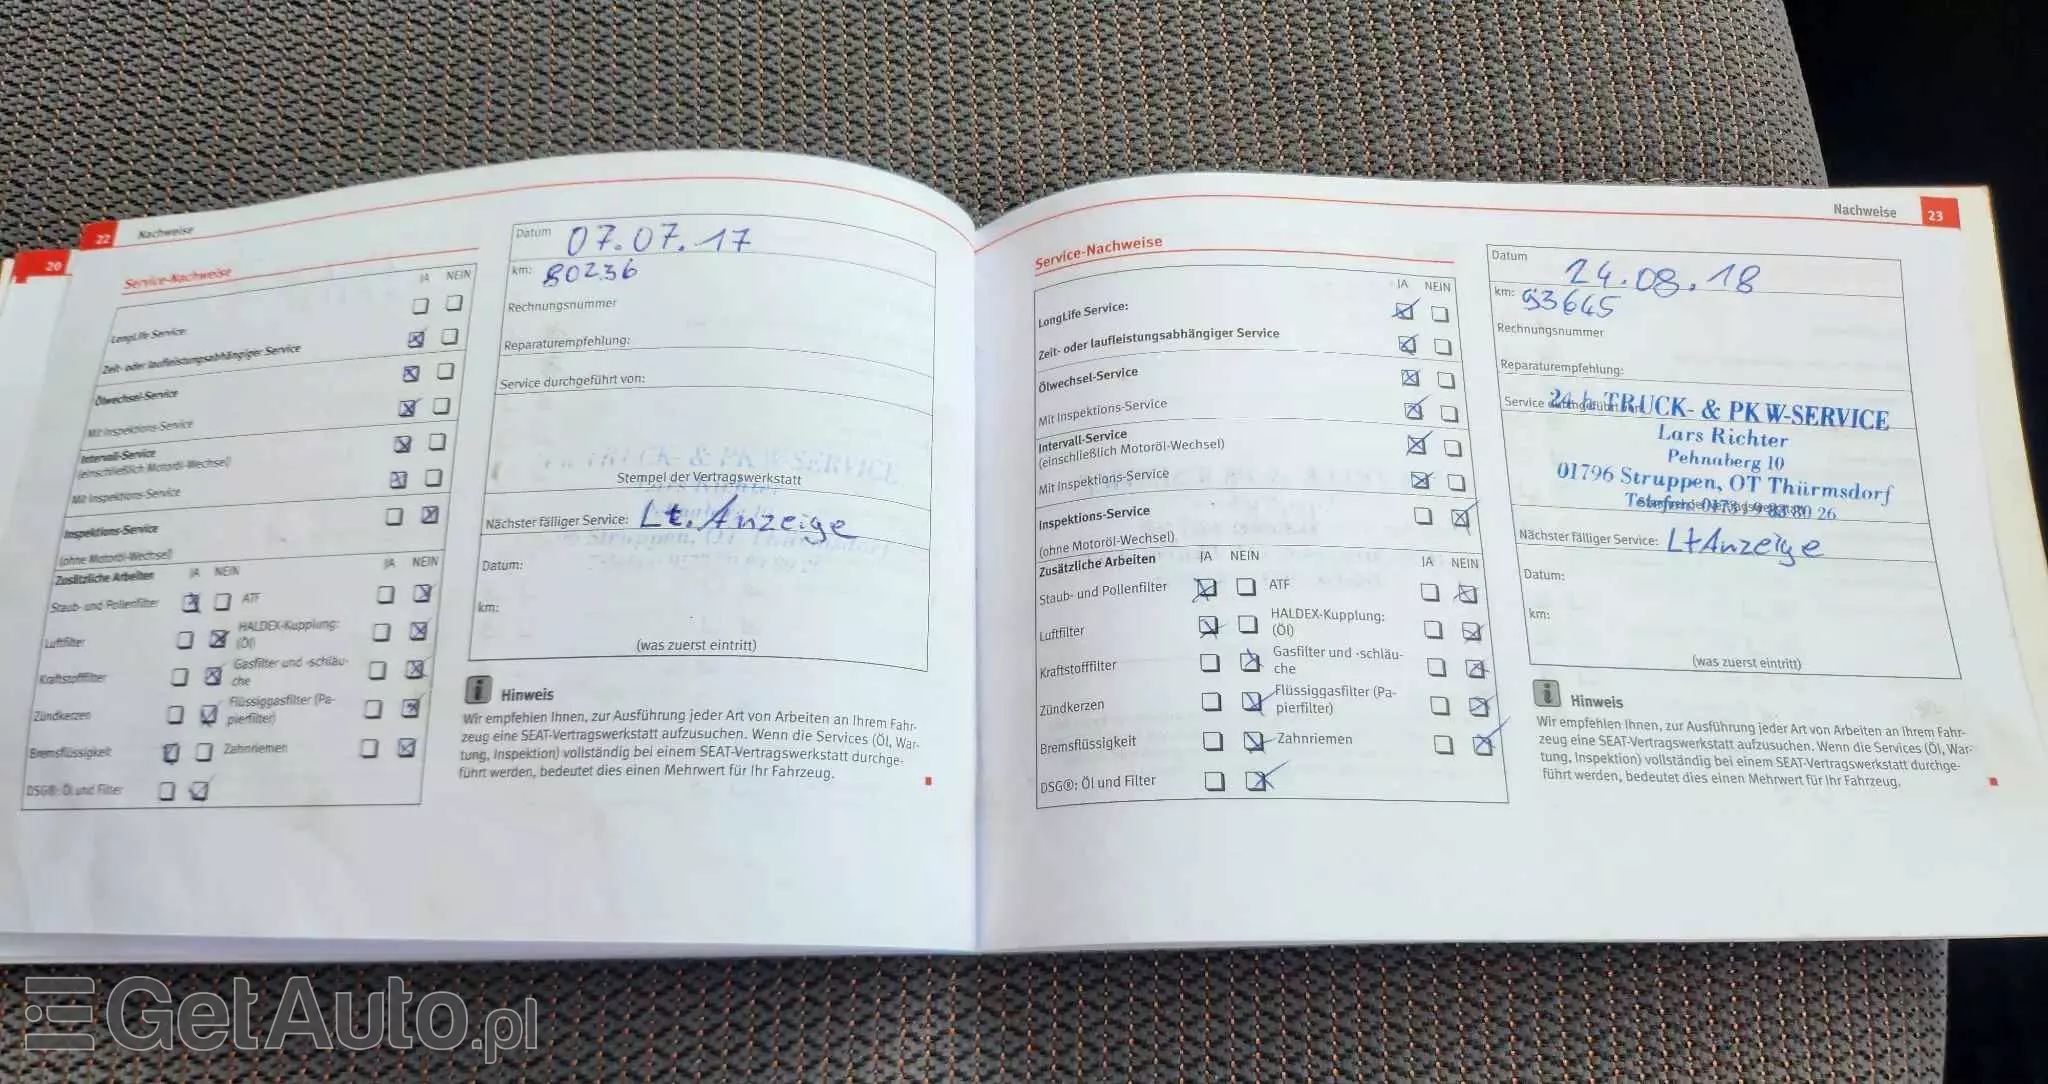 20
22 Nachweise
Service-Nachweise
JA NEIN
LongLife Service:
Zeit- oder laufleistungsabhängiger Service
Ölwechsel-Service
Mit Inspektions-Service
Intervall-Service
(einschließlich Motoröl-Wechsel)
Mit Inspektions-Service
Inspektions-Service
(ohne Motoröl-Wechsel)
Zusätzliche Arbeiten JA NEIN JA NEIN
Staub- und Pollenfilter ATF
Luftfilter HALDEX-Kupplung:
(Öl)
Kraftstofffilter Gasfilter und -schläu-
che
Zündkerzen Flüssiggasfilter (Pa-
pierfilter)
Bremsflüssigkeit Zahnriemen
DSG®: Öl und Filter
Datum 07.07.17
km: 80236
Rechnungsnummer
Reparaturempfehlung:
Service durchgeführt von:
Stempel der Vertragswerkstatt
Nächster fälliger Service: Lt. Anzeige
Datum:
km:
(was zuerst eintritt)
i Hinweis
Wir empfehlen Ihnen, zur Ausführung jeder Art von Arbeiten an Ihrem Fahr-
zeug eine SEAT-Vertragswerkstatt aufzusuchen. Wenn die Services (Öl, War-
tung, Inspektion) vollständig bei einem SEAT-Vertragswerkstatt durchge-
führt werden, bedeutet dies einen Mehrwert für Ihr Fahrzeug.
Nachweise 23
Service-Nachweise
JA NEIN
LongLife Service:
Zeit- oder laufleistungsabhängiger Service
Ölwechsel-Service
Mit Inspektions-Service
Intervall-Service
(einschließlich Motoröl-Wechsel)
Mit Inspektions-Service
Inspektions-Service
(ohne Motoröl-Wechsel)
Zusätzliche Arbeiten JA NEIN JA NEIN
Staub- und Pollenfilter ATF
Luftfilter HALDEX-Kupplung:
(Öl)
Kraftstofffilter Gasfilter und -schläu-
che
Zündkerzen Flüssiggasfilter (Pa-
pierfilter)
Bremsflüssigkeit Zahnriemen
DSG®: Öl und Filter
Datum 24.08.18
km: 93645
Rechnungsnummer
Reparaturempfehlung:
Service
24 h TRUCK- & PKW-SERVICE
Lars Richter
Pehnaberg 10
01796 Struppen, OT Thürmsdorf
Telefon
Nächster fälliger Service: Lt Anzeige
Datum:
km:
(was zuerst eintritt)
i Hinweis
Wir empfehlen Ihnen, zur Ausführung jeder Art von Arbeiten an Ihrem Fahr-
zeug eine SEAT-Vertragswerkstatt aufzusuchen. Wenn die Services (Öl, War-
tung, Inspektion) vollständig bei einem SEAT-Vertragswerkstatt durchge-
führt werden, bedeutet dies einen Mehrwert für Ihr Fahrzeug.
GetAuto.pl